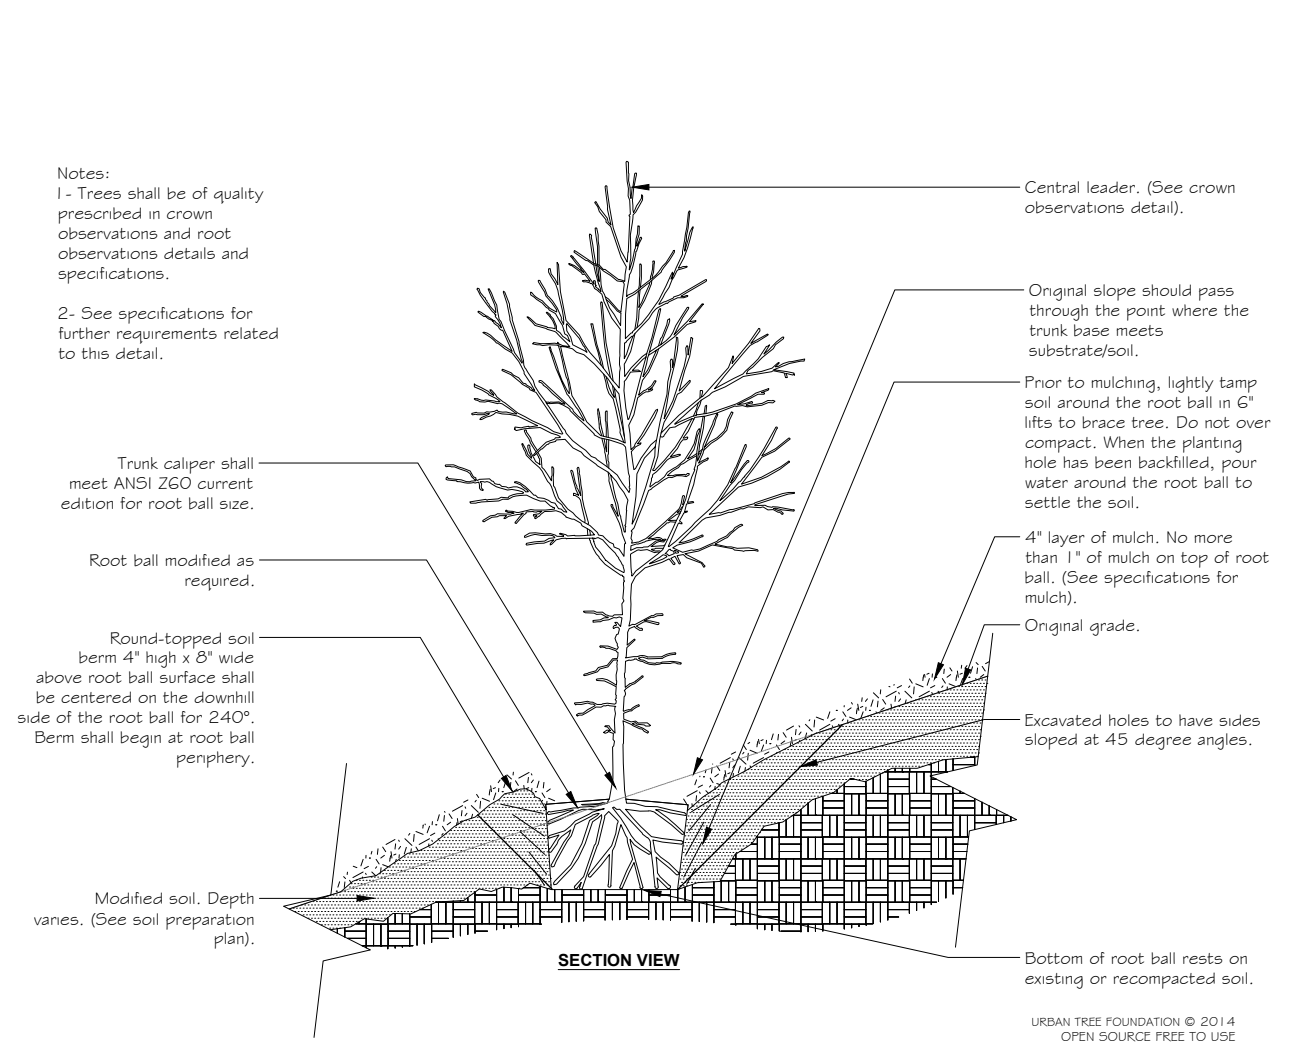 Notes:
1- Trees shall be of quality
prescribed in crown
observations and root
observations details and
specifications.
2- See specifications for
further requirements related
to this detail.
Trunk caliper shall
meet ANSI Z60 current
edition for root ball size.
Root ball modified as
required.
Round-topped soil
berm 4" high x 8" wide
above root ball surface shall
be centered on the downhill
side of the root ball for 240°.
Berm shall begin at root ball
periphery.
Modified soil. Depth
varies. (See soil preparation
plan).
Central leader. (See crown
observations detail).
Original slope should pass
through the point where the
trunk base meets
substrate/soil.
Prior to mulching, lightly tamp
soil around the root ball in 6"
lifts to brace tree. Do not over
compact. When the planting
hole has been backfilled, pour
water around the root ball to
settle the soil.
4" layer of mulch. No more
than 1" of mulch on top of root
ball. (See specifications for
mulch).
Original grade.
Excavated holes to have sides
sloped at 45 degree angles.
Bottom of root ball rests on
existing or recompacted soil.
SECTION VIEW
URBAN TREE FOUNDATION © 2014
OPEN SOURCE FREE TO USE